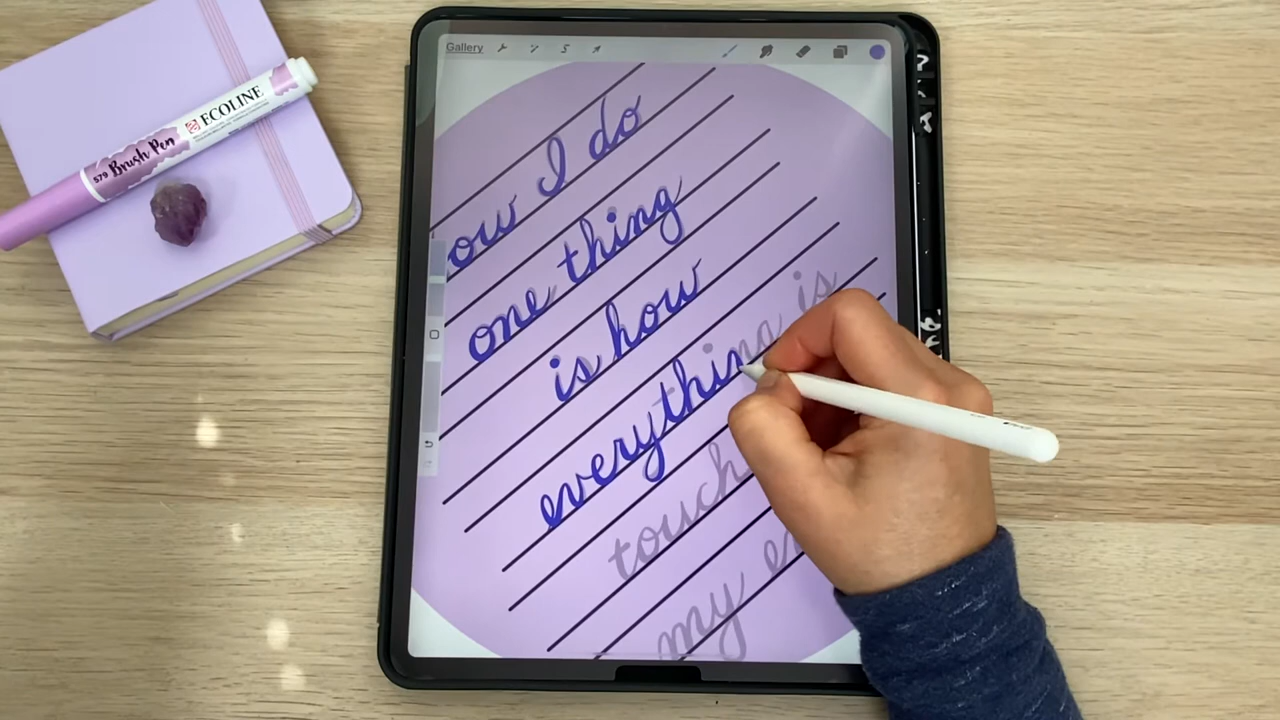 Gallery
ECOLINE
579 Brush Pen
ow I do
one thing
is how
everything is
touch
my